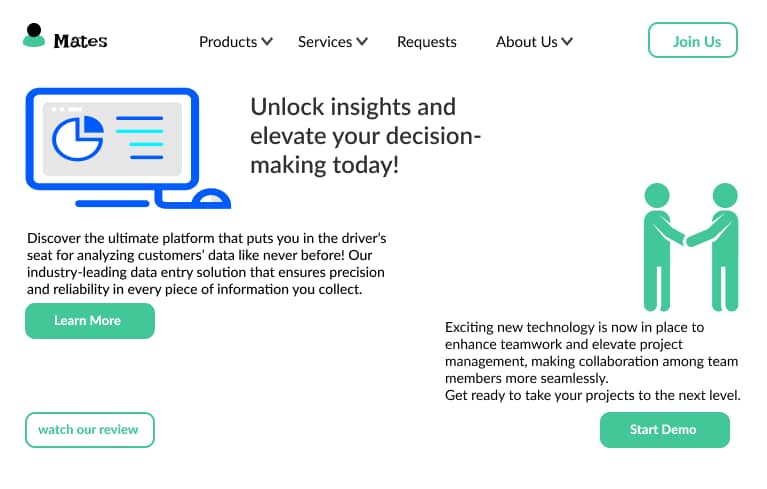 Mates
Products
Services
Requests
About Us
Join Us
Unlock insights and
elevate your decision-
making today!
Discover the ultimate platform that puts you in the driver’s
seat for analyzing customers’ data like never before! Our
industry-leading data entry solution that ensures precision
and reliability in every piece of information you collect.
Learn More
Exciting new technology is now in place to
enhance teamwork and elevate project
management, making collaboration among team
members more seamlessly.
Get ready to take your projects to the next level.
watch our review
Start Demo